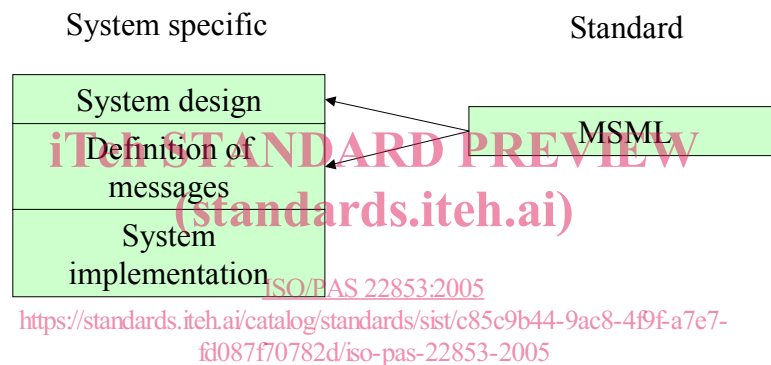 System specific
Standard
System design
MSML
Definition of
messages
System
implementation
iTeh STANDARD PREVIEW
(standards.iteh.ai)
ISO/PAS 22853:2005
https://standards.iteh.ai/catalog/standards/sist/c85c9b44-9ac8-4f9f-a7e7-
fd087f70782d/iso-pas-22853-2005